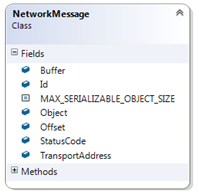 NetworkMessage
Class
Fields
Buffer
Id
MAX_SERIALIZABLE_OBJECT_SIZE
Object
Offset
StatusCode
TransportAddress
Methods